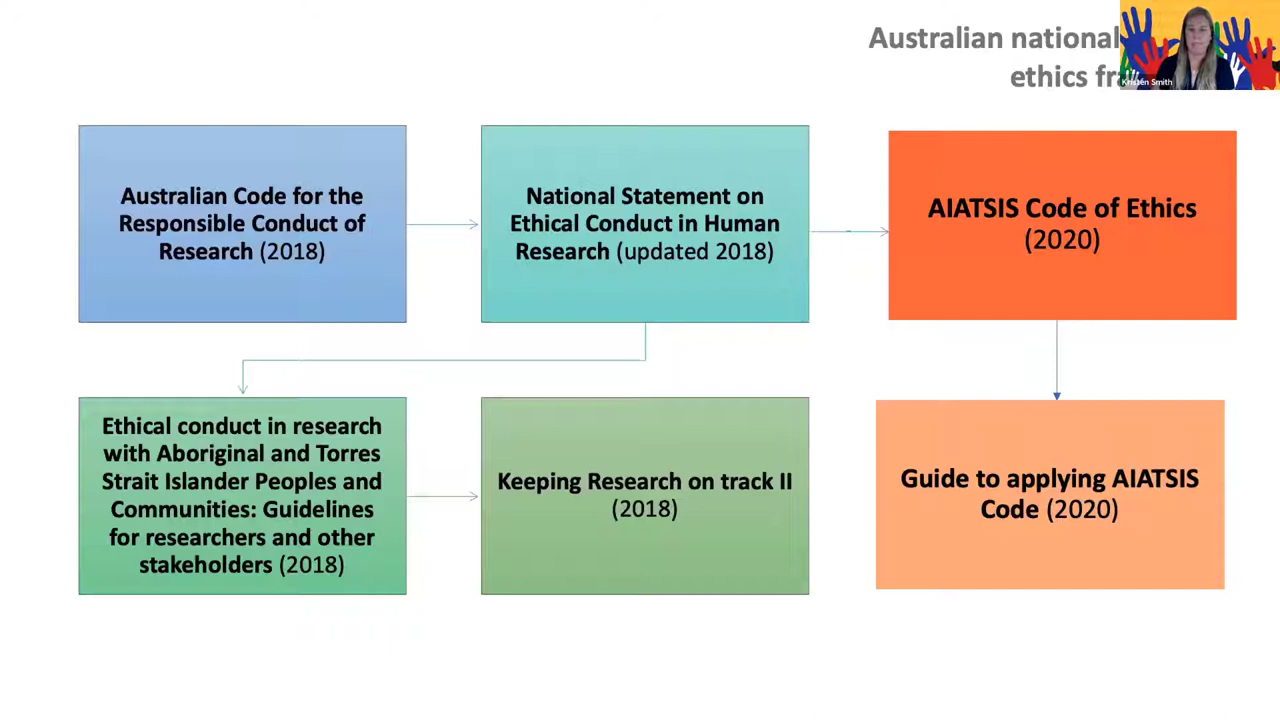 Australian national
ethics
Kristen Smith
Australian Code for the
Responsible Conduct of
Research (2018)
National Statement on
Ethical Conduct in Human
Research (updated 2018)
AIATSIS Code of Ethics
(2020)
Ethical conduct in research
with Aboriginal and Torres
Strait Islander Peoples and
Communities: Guidelines
for researchers and other
stakeholders (2018)
Keeping Research on track II
(2018)
Guide to applying AIATSIS
Code (2020)